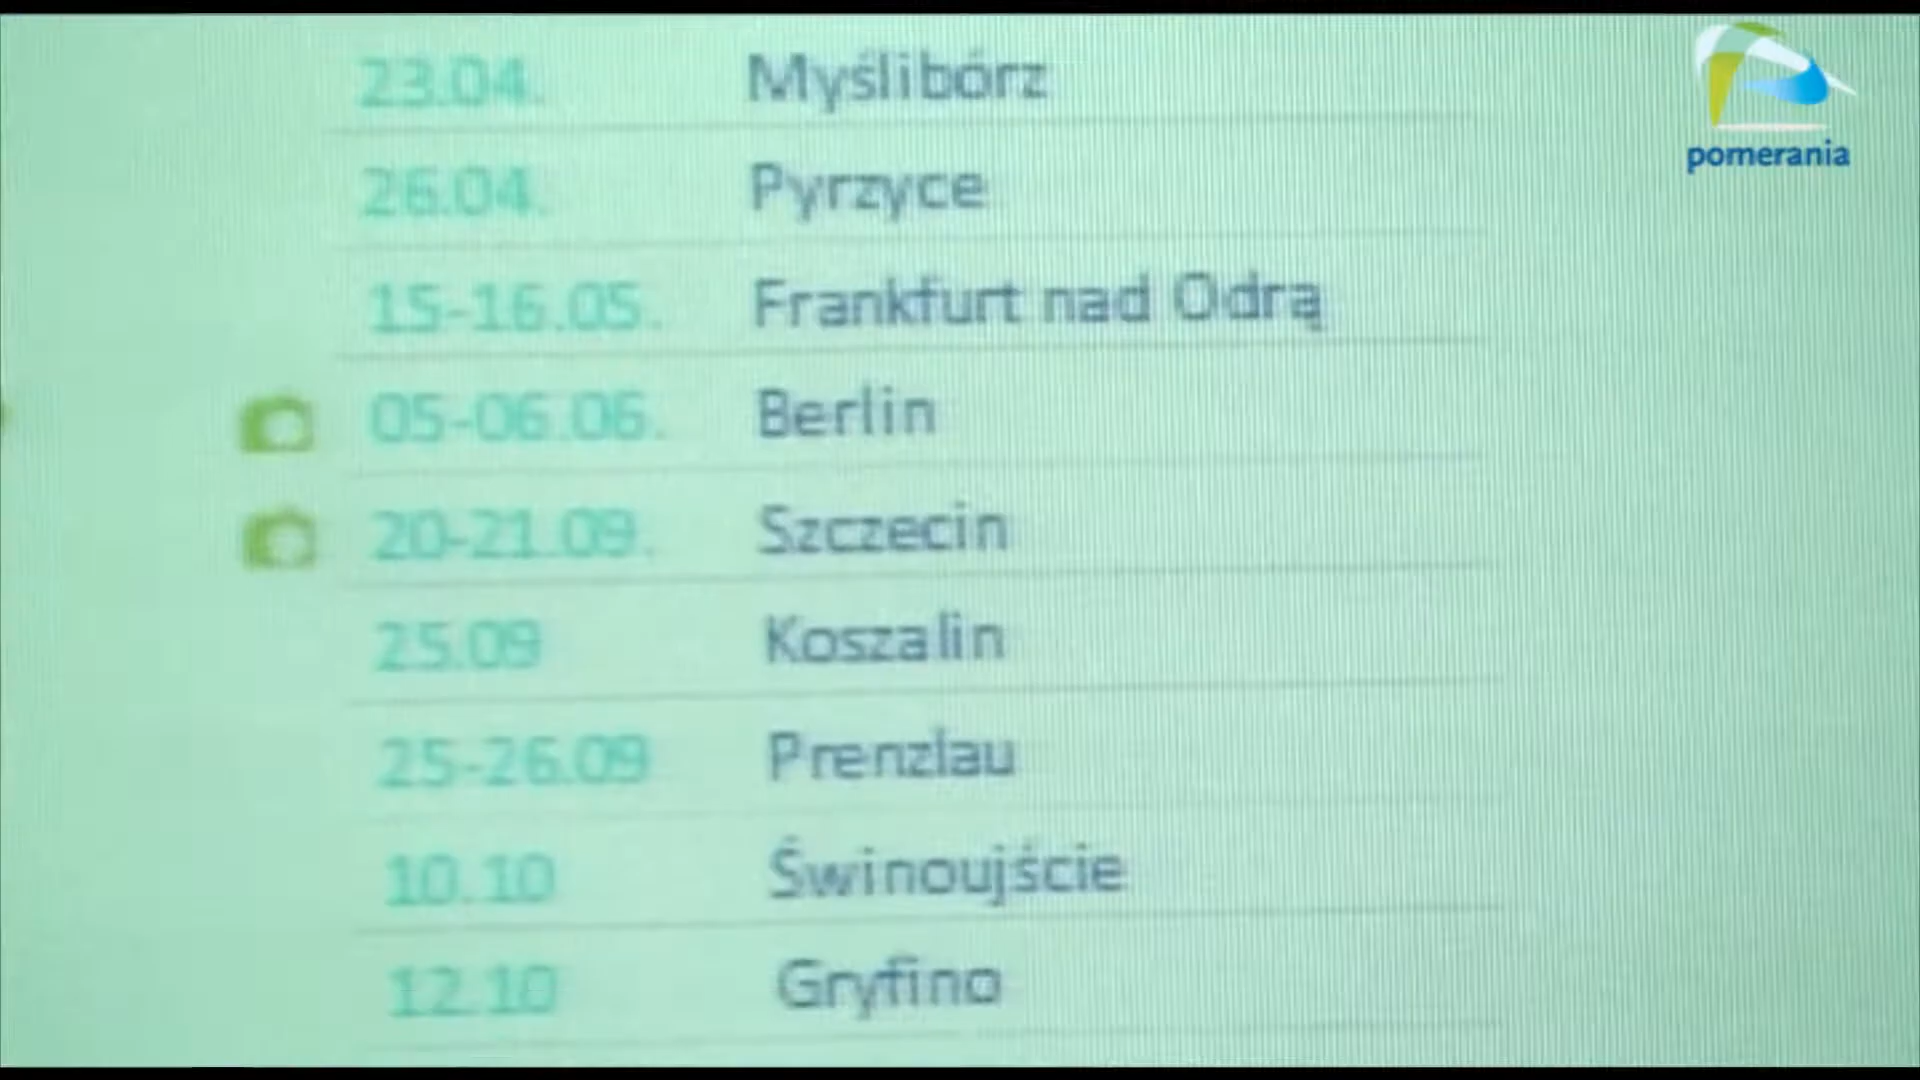 23.04. Myślibórz
pomerania
26.04. Pyrzyce
15-16.05. Frankfurt nad Odrą
05-06.06. Berlin
20-21.09. Szczecin
25.09 Koszalin
25-26.09 Prenzlau
10.10 Świnoujście
12.10 Gryfino